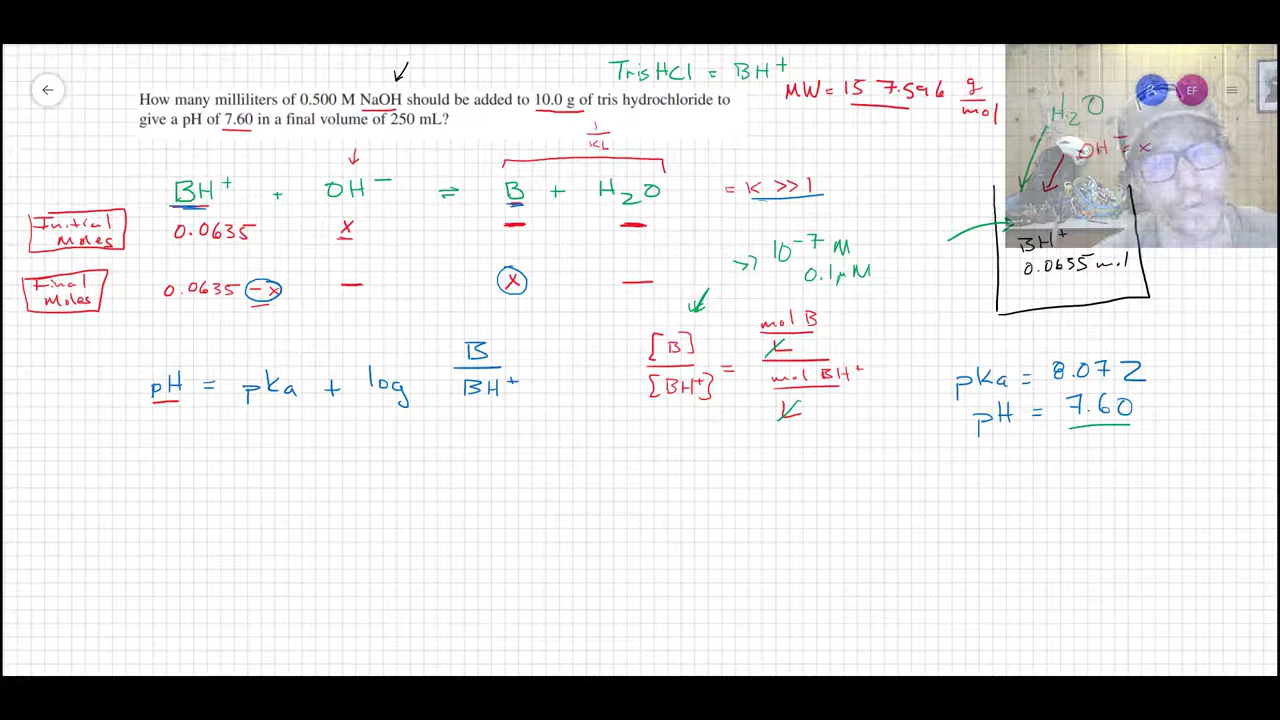 TrisHCl = BH+
MW = 157.596 g/mol
How many milliliters of 0.500 M NaOH should be added to 10.0 g of tris hydrochloride to
give a pH of 7.60 in a final volume of 250 mL?
B EF
H2O
OH- = x
1/Kb
BH+ + OH- ⇌ B + H2O = K >> 1
Initial Moles 0.0635 x — —
BH+
0.0635 mol
>> 10-7 M
0.1μM
Final Moles 0.0635 -x — x —
pH = pka + log B/BH+
[B]/[BH+] = mol B/L / mol BH+/L
pka = 8.072
pH = 7.60